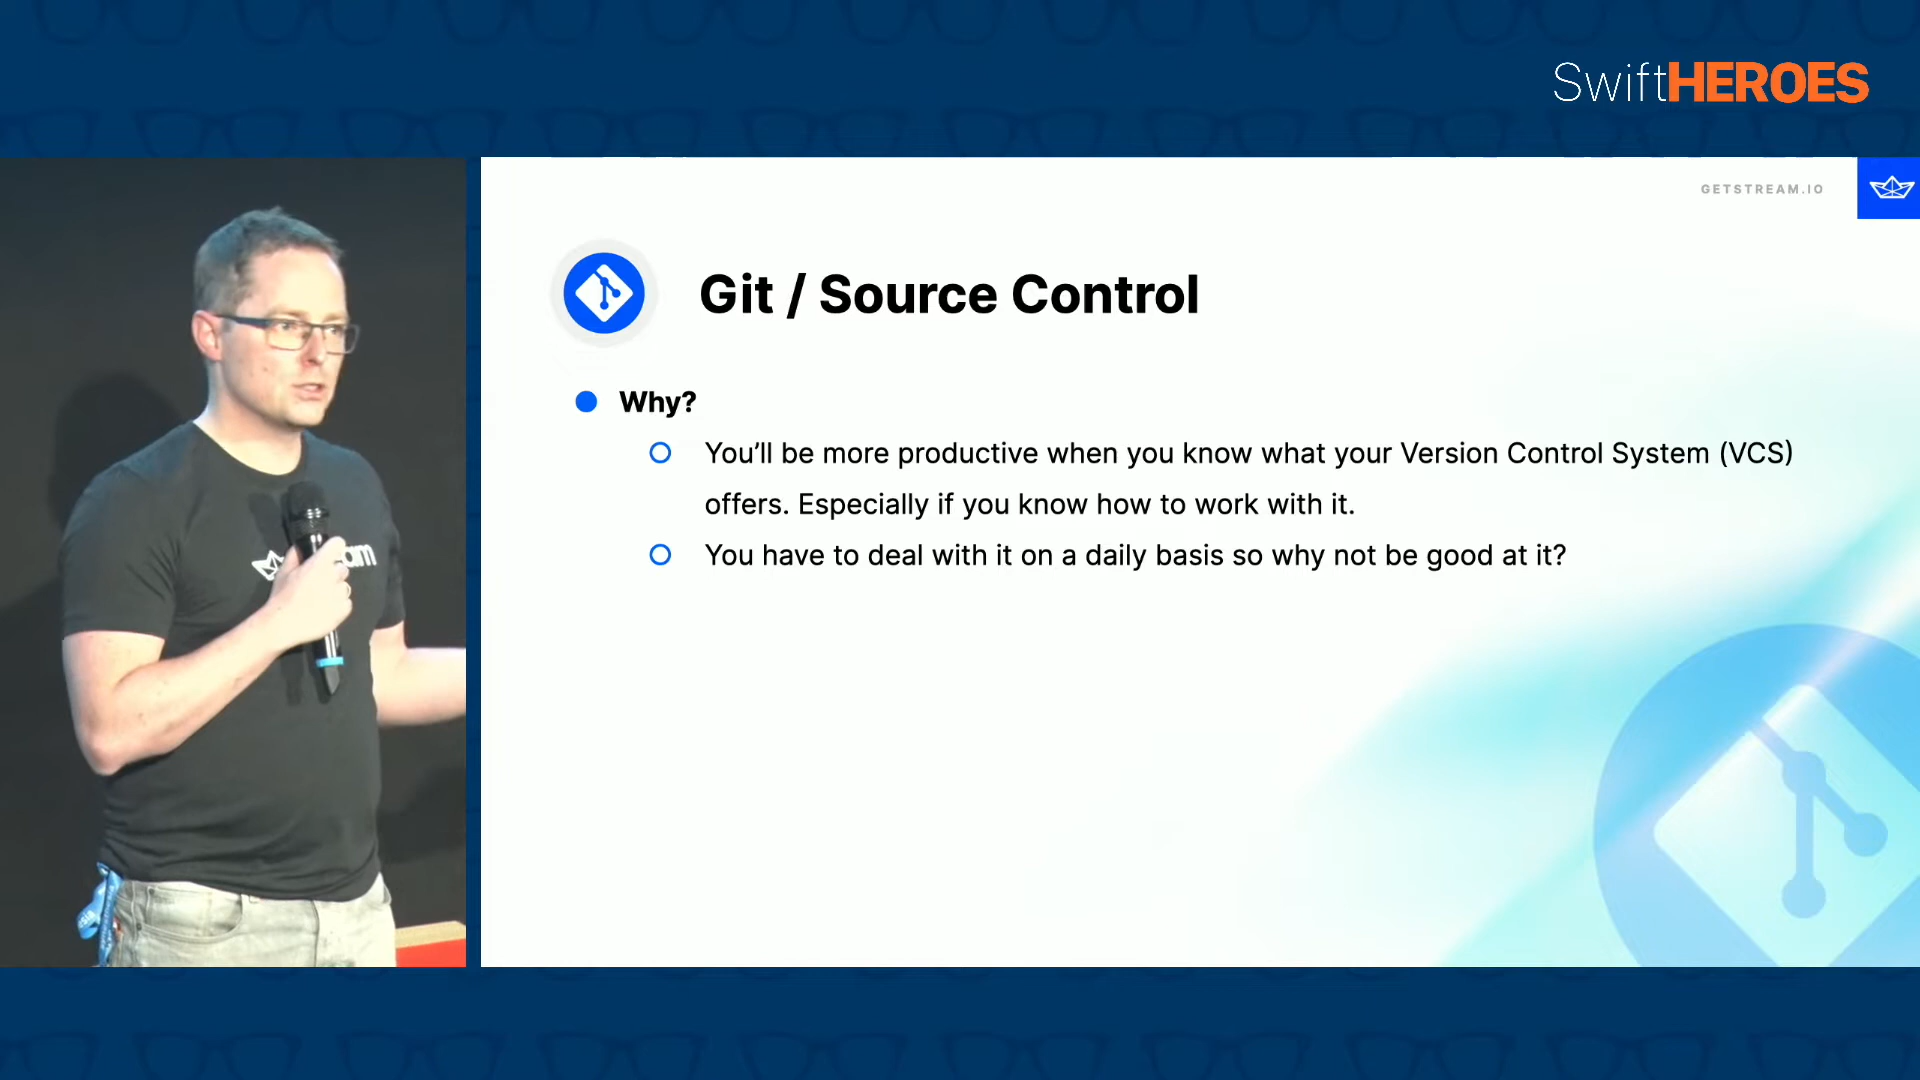 SwiftHEROES
GETSTREAM.IO
Git / Source Control
Why?
You’ll be more productive when you know what your Version Control System (VCS)
offers. Especially if you know how to work with it.
You have to deal with it on a daily basis so why not be good at it?